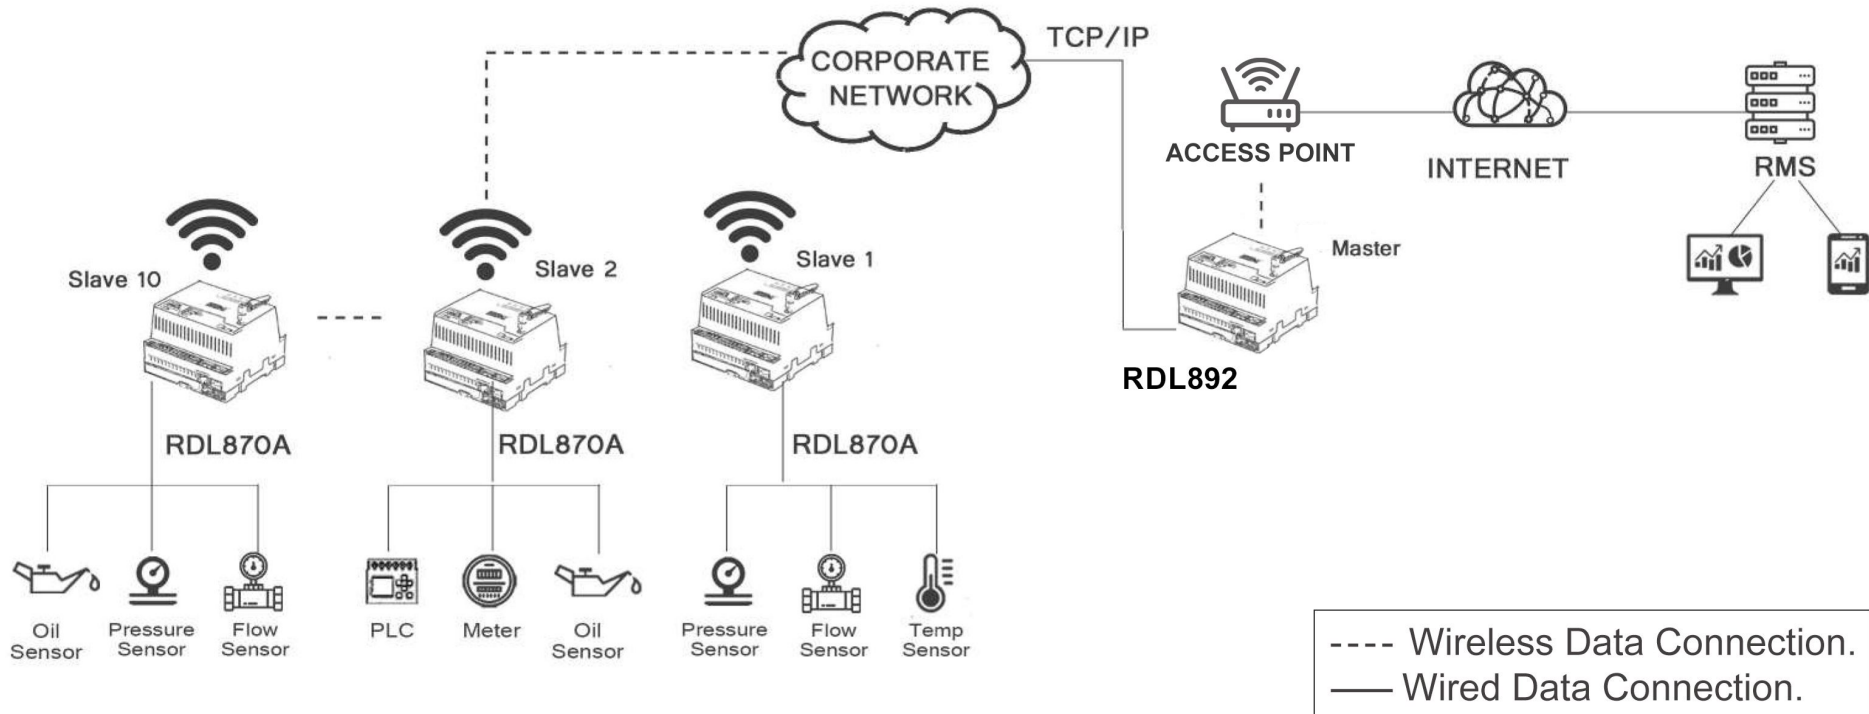 TCP/IP
CORPORATE
NETWORK
ACCESS POINT
INTERNET
RMS
Slave 10
Slave 2
Slave 1
Master
RDL892
RDL870A
RDL870A
RDL870A
Oil
Sensor
Pressure
Sensor
Flow
Sensor
PLC
Meter
Oil
Sensor
Pressure
Sensor
Flow
Sensor
Temp
Sensor
Wireless Data Connection.
Wired Data Connection.